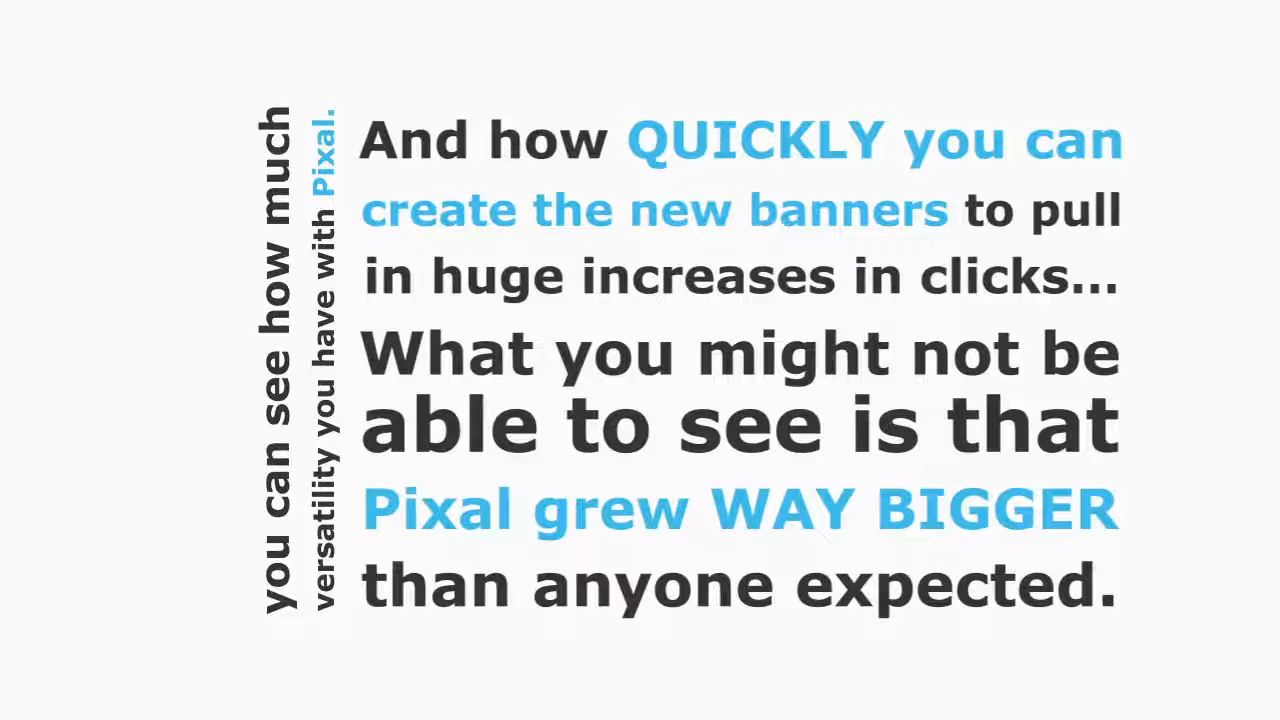 you can see how much
versatility you have with Pixal.
And how QUICKLY you can
create the new banners to pull
in huge increases in clicks...
What you might not be
able to see is that
Pixal grew WAY BIGGER
than anyone expected.